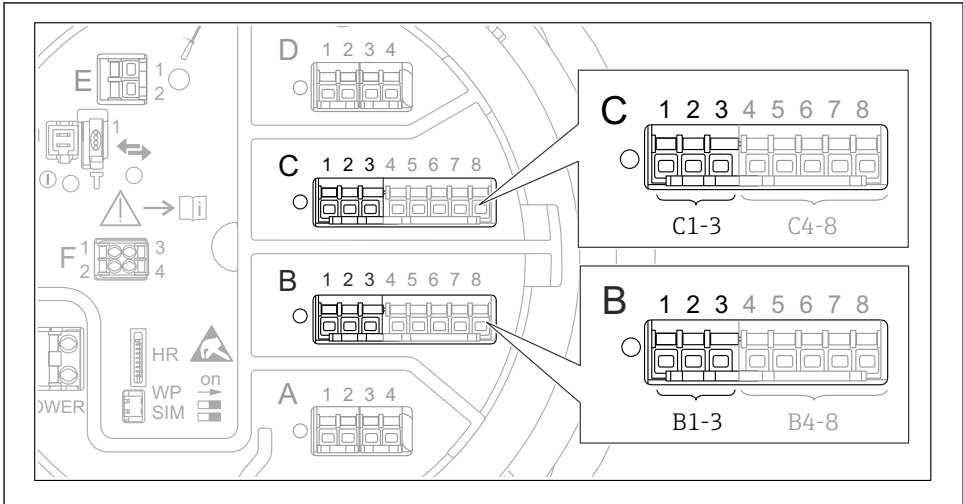 D 1 2 3 4
E 1
2
1
C 1 2 3 4 5 6 7 8
C 1 2 3 4 5 6 7 8
C1-3 C4-8
i
F 1 3
2 4
B 1 2 3 4 5 6 7 8
B 1 2 3 4 5 6 7 8
B1-3 B4-8
HR
on
WP
SIM
OWER
A 1 2 3 4